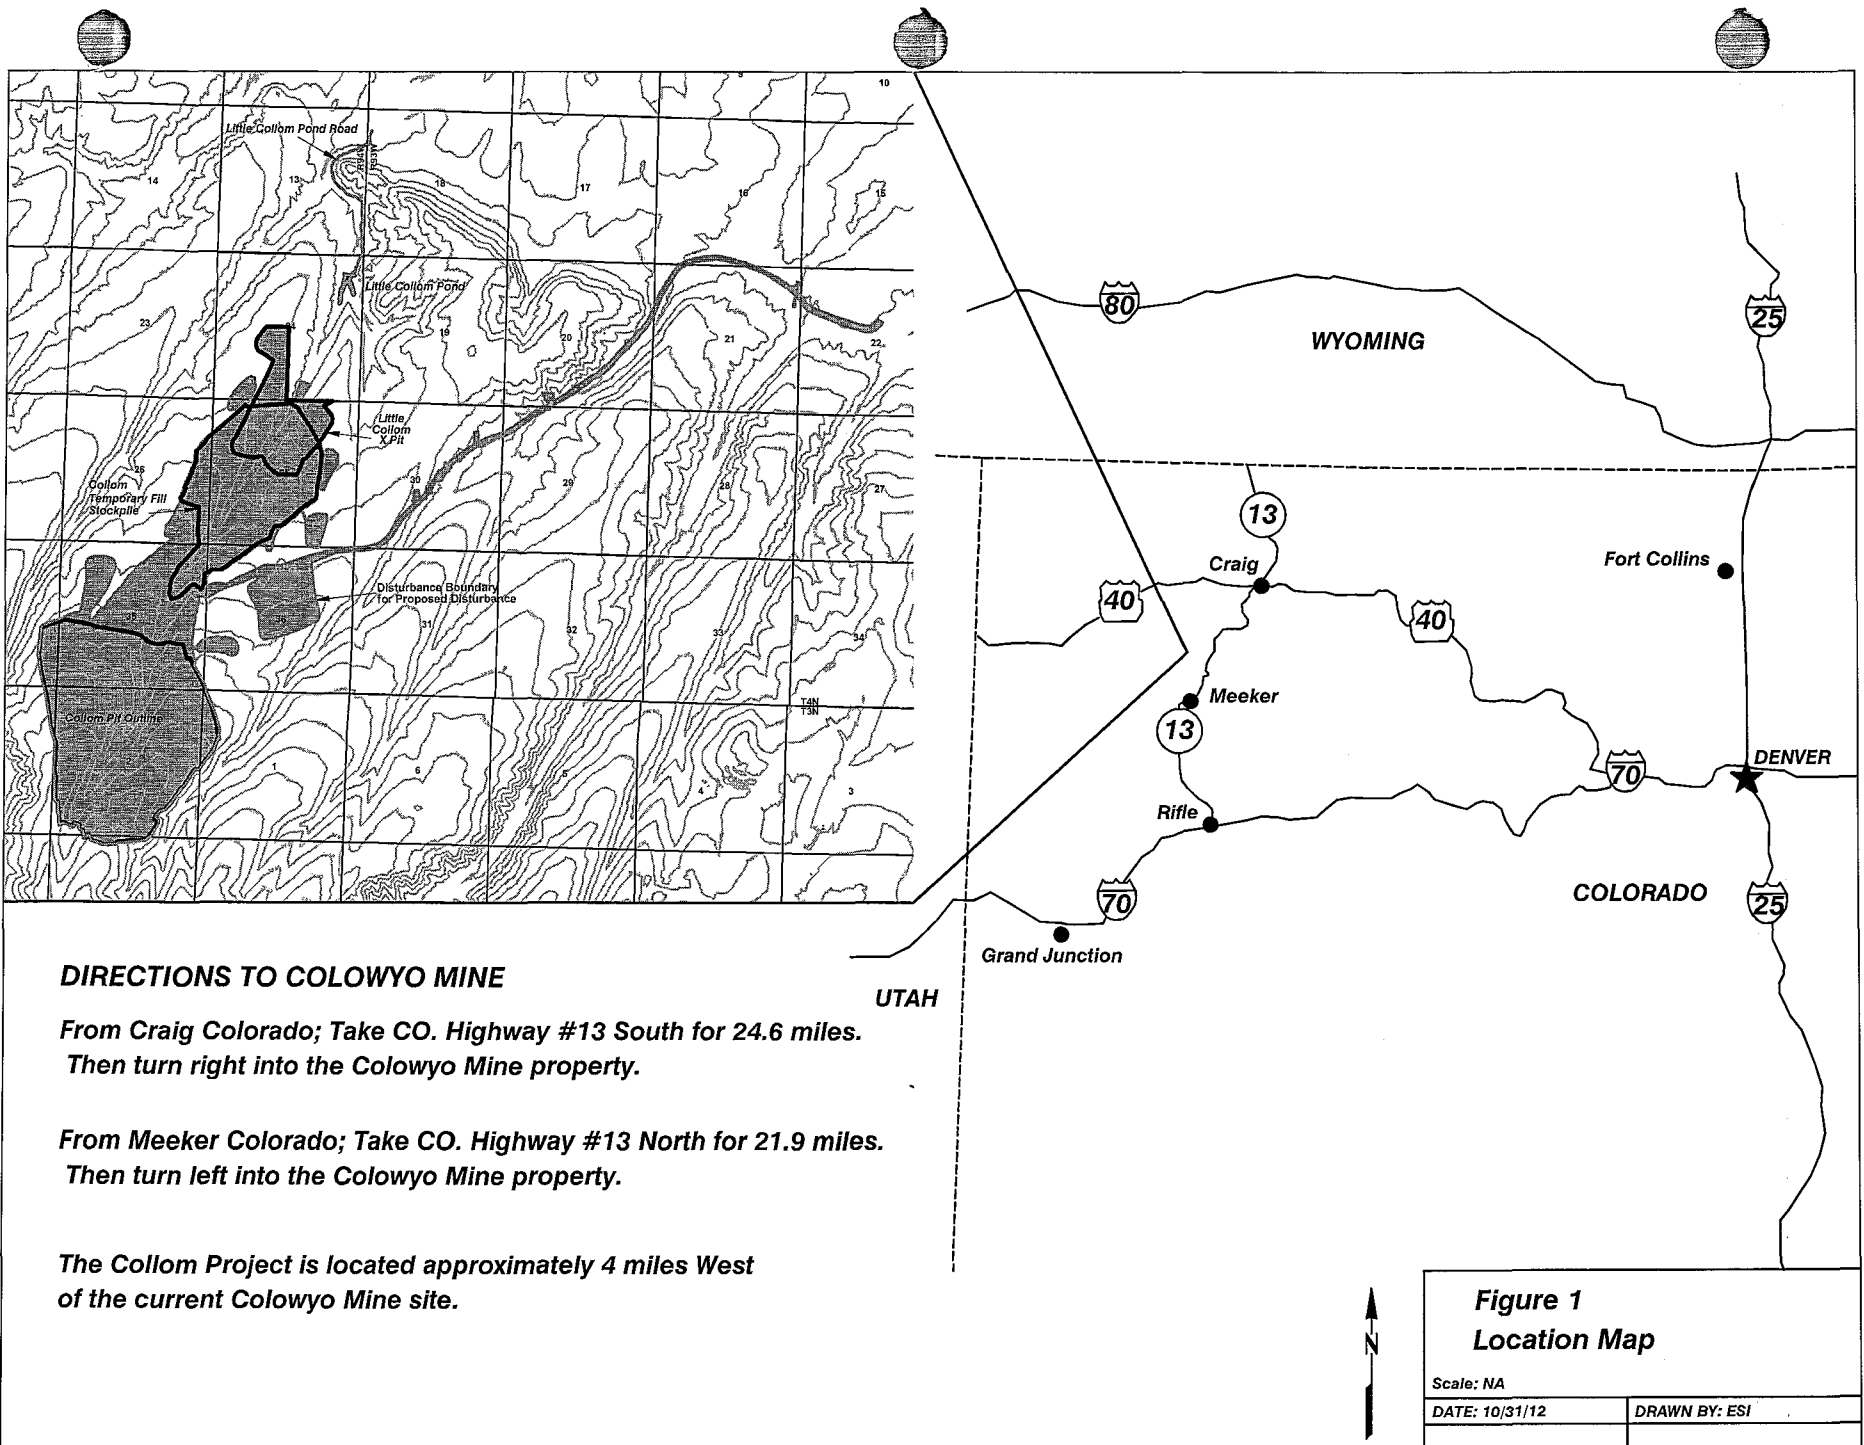 10
Little Collom Pond Road
14
13
18
17
16
15
Little Collom Pond
23
19
20
21
22
Little
Collom
X Pit
26
Collom
Temporary Fill
Stockpile
30
29
28
27
Disturbance Boundary
for Proposed Disturbance
35
36
31
32
33
34
T4N
T3N
Collom Pit Outline
1
6
5
4
3
80
25
WYOMING
13
Craig
Fort Collins
40
40
Meeker
13
70
DENVER
Rifle
COLORADO
70
25
Grand Junction
UTAH
DIRECTIONS TO COLOWYO MINE
From Craig Colorado; Take CO. Highway #13 South for 24.6 miles.
Then turn right into the Colowyo Mine property.
From Meeker Colorado; Take CO. Highway #13 North for 21.9 miles.
Then turn left into the Colowyo Mine property.
The Collom Project is located approximately 4 miles West
of the current Colowyo Mine site.
N
Figure 1
Location Map
Scale: NA
DATE: 10/31/12
DRAWN BY: ESI